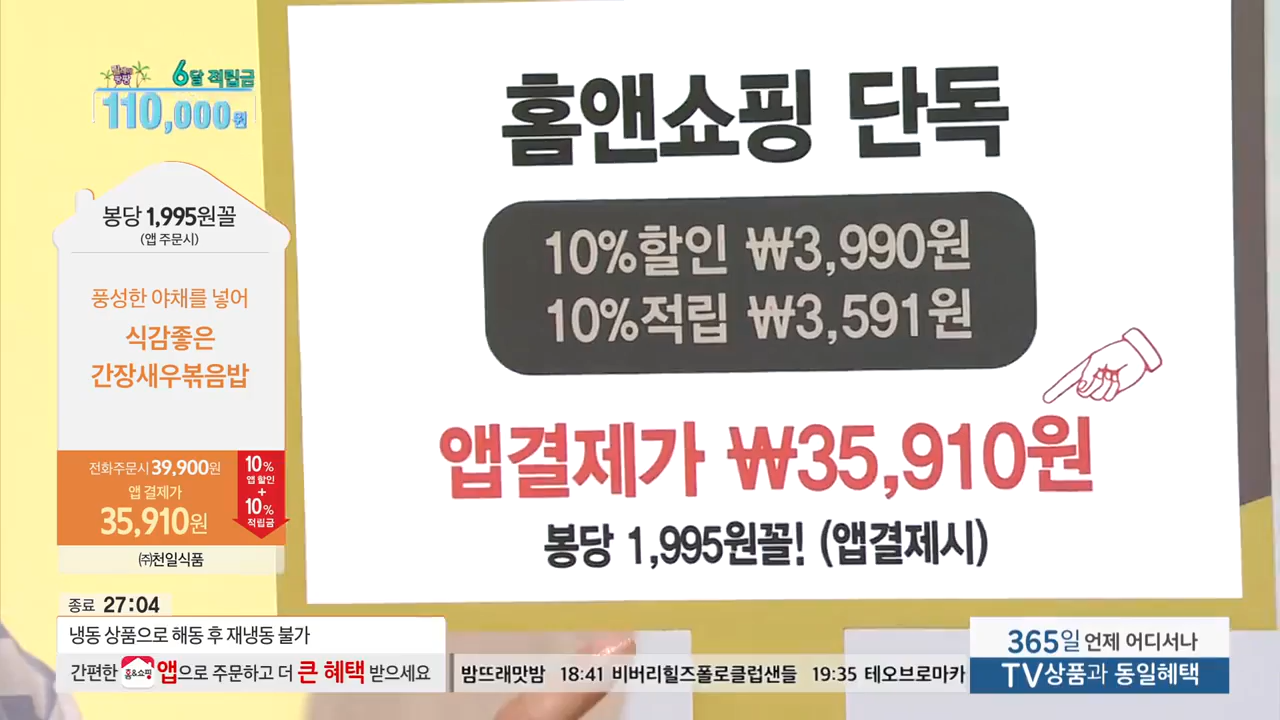 6달 적립금
110,000원
봉당 1,995원꼴
(앱 주문시)
풍성한 야채를 넣어
식감좋은
간장새우볶음밥
전화주문시 39,900원
앱 결제가
35,910원
10%
앱 할인
+
10%
적립금
㈜천일식품
홈앤쇼핑 단독
10%할인 ₩3,990원
10%적립 ₩3,591원
앱결제가 ₩35,910원
봉당 1,995원꼴! (앱결제시)
종료 27:04
냉동 상품으로 해동 후 재냉동 불가
간편한 홈&쇼핑 앱으로 주문하고 더 큰 혜택 받으세요
밤뜨래맛밤 18:41 비버리힐즈폴로클럽샌들 19:35 테오브로마카
365일 언제 어디서나
TV상품과 동일혜택